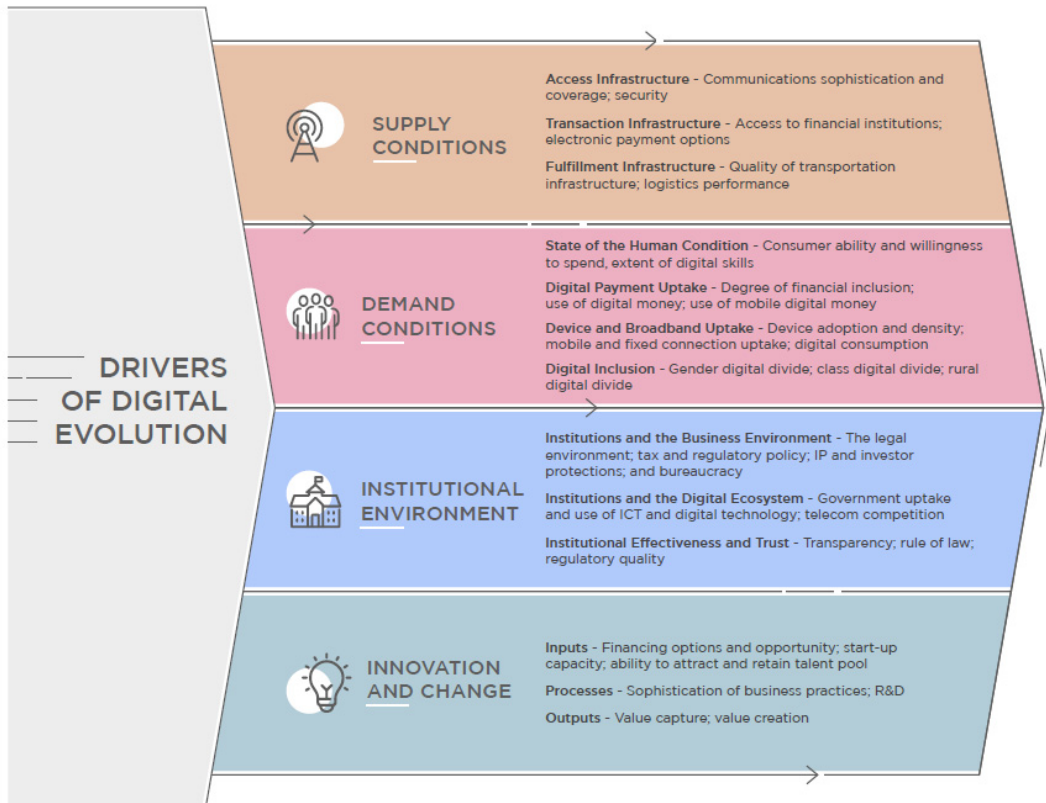 DRIVERS
OF DIGITAL
EVOLUTION
SUPPLY
CONDITIONS
Access Infrastructure - Communications sophistication and
coverage; security
Transaction Infrastructure - Access to financial institutions;
electronic payment options
Fulfillment Infrastructure - Quality of transportation
infrastructure; logistics performance
DEMAND
CONDITIONS
State of the Human Condition - Consumer ability and willingness
to spend, extent of digital skills
Digital Payment Uptake - Degree of financial inclusion;
use of digital money; use of mobile digital money
Device and Broadband Uptake - Device adoption and density;
mobile and fixed connection uptake; digital consumption
Digital Inclusion - Gender digital divide; class digital divide; rural
digital divide
INSTITUTIONAL
ENVIRONMENT
Institutions and the Business Environment - The legal
environment; tax and regulatory policy; IP and investor
protections; and bureaucracy
Institutions and the Digital Ecosystem - Government uptake
and use of ICT and digital technology; telecom competition
Institutional Effectiveness and Trust - Transparency; rule of law;
regulatory quality
INNOVATION
AND CHANGE
Inputs - Financing options and opportunity; start-up
capacity; ability to attract and retain talent pool
Processes - Sophistication of business practices; R&D
Outputs - Value capture; value creation